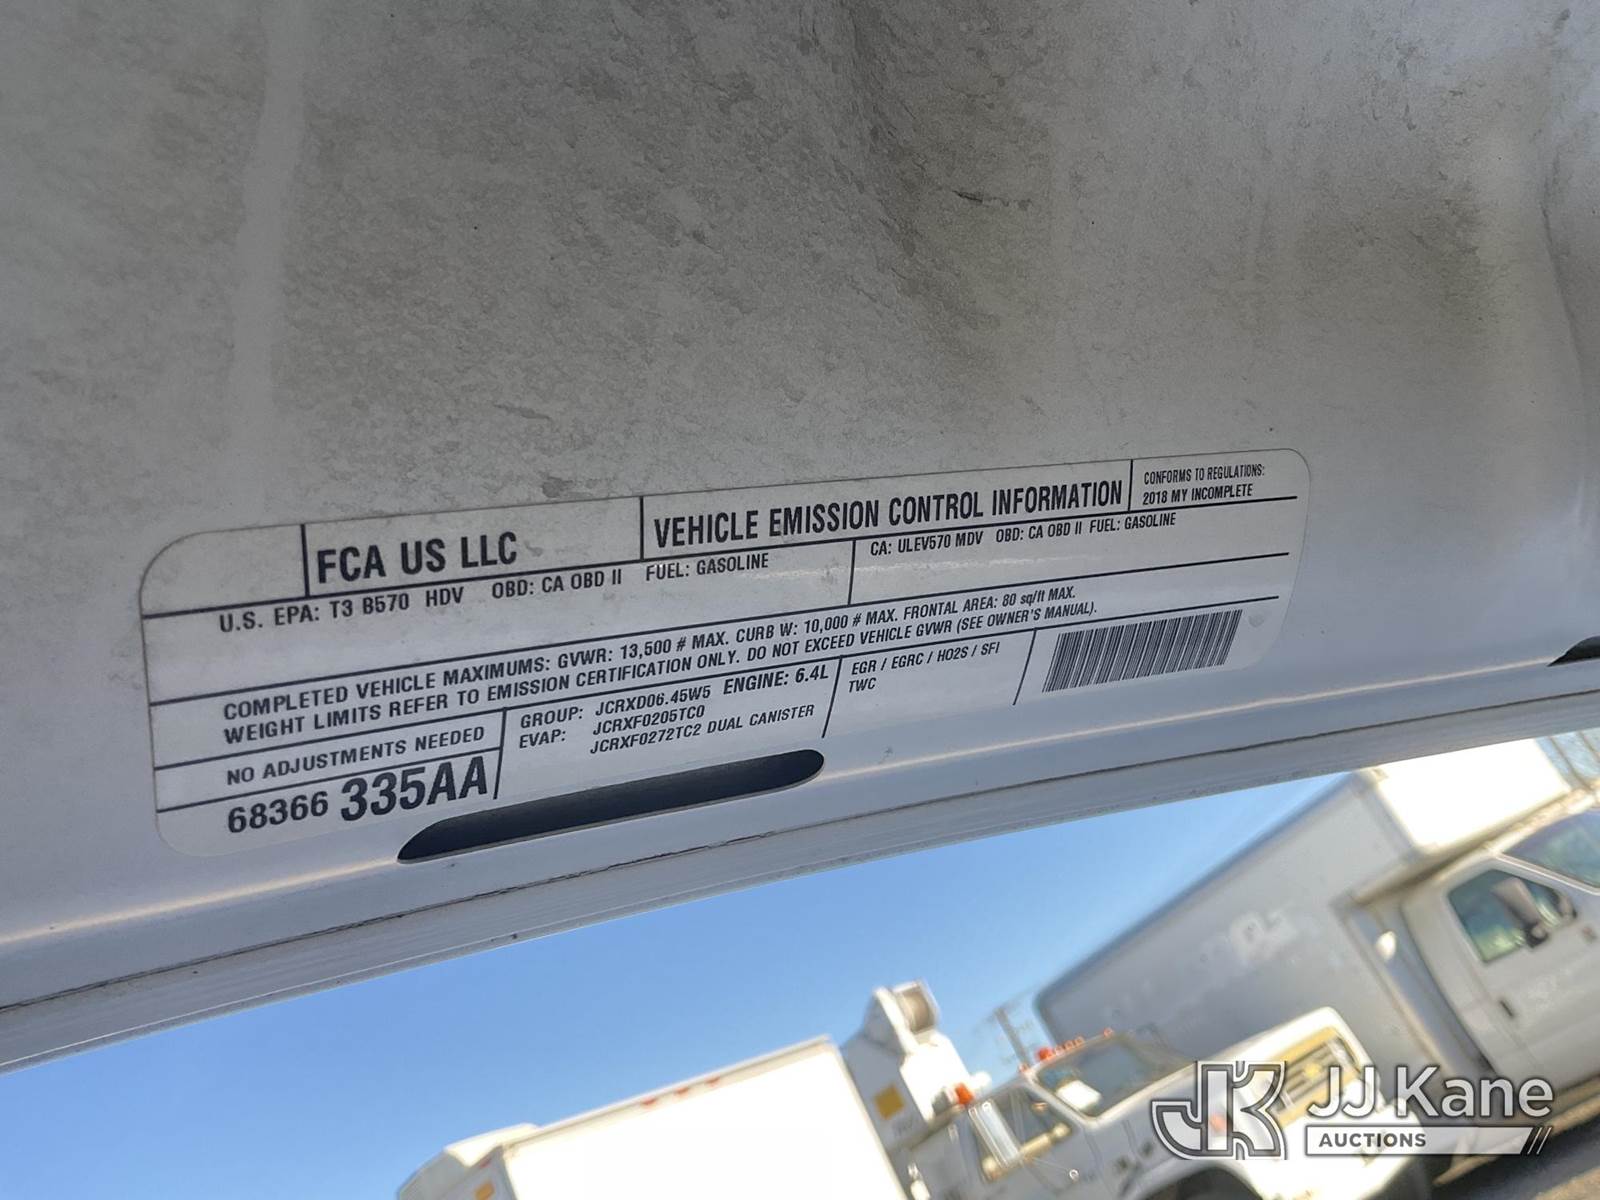 FCA US LLC
VEHICLE EMISSION CONTROL INFORMATION
CONFORMS TO REGULATIONS:
2018 MY INCOMPLETE
U.S. EPA: T3 B570 HDV OBD: CA OBD II FUEL: GASOLINE
CA: ULEV570 MDV OBD: CA OBD II FUEL: GASOLINE
COMPLETED VEHICLE MAXIMUMS: GVWR: 13,500 # MAX. CURB W: 10,000 # MAX. FRONTAL AREA: 80 sq/ft MAX.
WEIGHT LIMITS REFER TO EMISSION CERTIFICATION ONLY. DO NOT EXCEED VEHICLE GVWR (SEE OWNER'S MANUAL).
NO ADJUSTMENTS NEEDED
68366 335AA
GROUP: JCRXD06.45W5 ENGINE: 6.4L
EVAP: JCRXF0205TC0
JCRXF0272TC2 DUAL CANISTER
EGR / EGRC / HO2S / SFI
TWC
JK JJ Kane
AUCTIONS